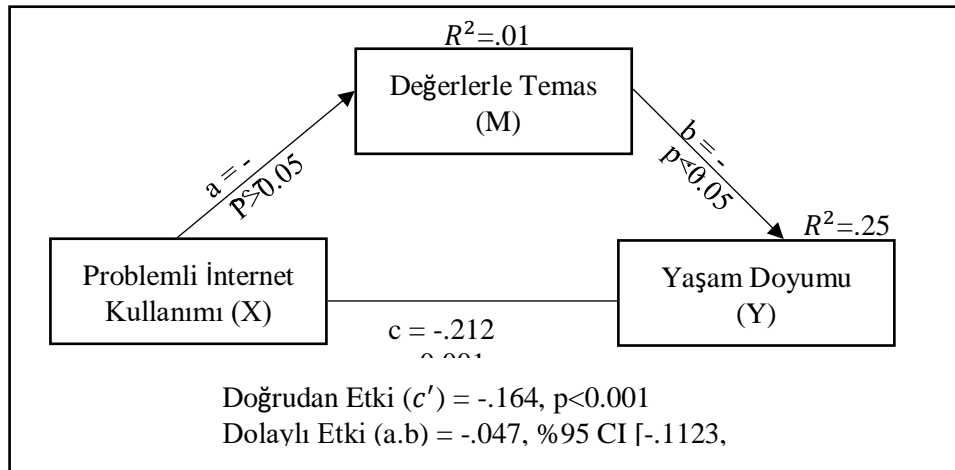 R²=.01
Değerlerle Temas
(M)
a = -
P>0.05
b = -
p<0.05
R²=.25
Problemli İnternet
Kullanımı (X)
Yaşam Doyumu
(Y)
c = -.212
Doğrudan Etki (c′) = -.164, p<0.001
Dolaylı Etki (a.b) = -.047, %95 CI [-.1123,